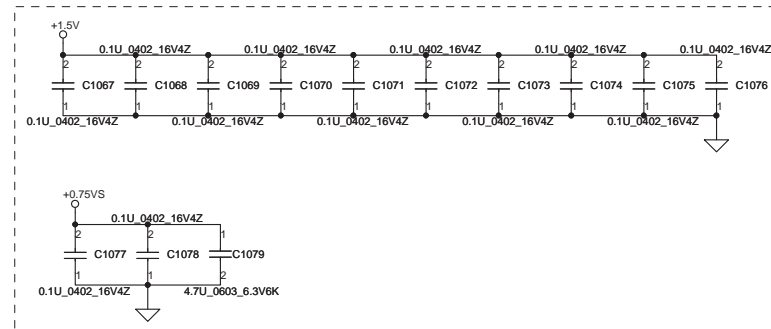 +1.5V
0.1U_0402_16V4Z 0.1U_0402_16V4Z 0.1U_0402_16V4Z 0.1U_0402_16V4Z 0.1U_0402_16V4Z
2 2 2 2 2 2 2 2 2 2
C1067 C1068 C1069 C1070 C1071 C1072 C1073 C1074 C1075 C1076
1 1 1 1 1 1 1 1 1 1
0.1U_0402_16V4Z 0.1U_0402_16V4Z 0.1U_0402_16V4Z 0.1U_0402_16V4Z 0.1U_0402_16V4Z
+0.75VS
0.1U_0402_16V4Z
2 2 1
C1077 C1078 C1079
1 1 2
0.1U_0402_16V4Z 4.7U_0603_6.3V6K